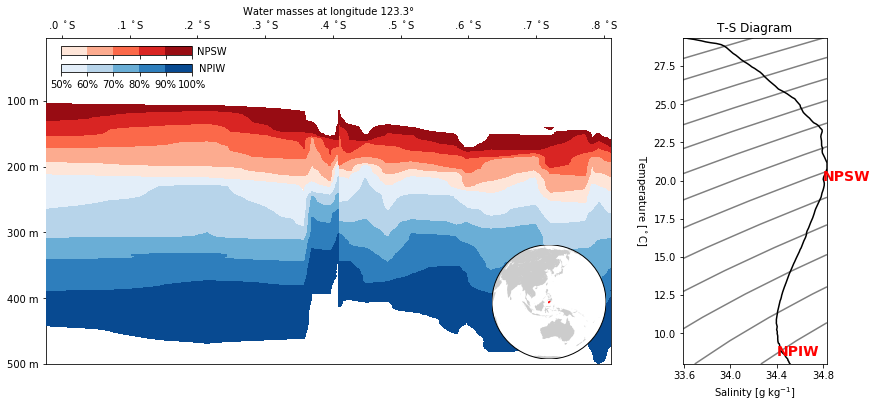 Water masses at longitude 123.3°
.0 °S .1 °S .2 °S .3 °S .4 °S .5 °S .6 °S .7 °S .8 °S
NPSW
NPIW
50% 60% 70% 80% 90% 100%
100 m
200 m
300 m
400 m
500 m
T-S Diagram
27.5
25.0
22.5
20.0
17.5
15.0
12.5
10.0
Temperature [°C]
NPSW
NPIW
33.6 34.0 34.4 34.8
Salinity [g kg⁻¹]